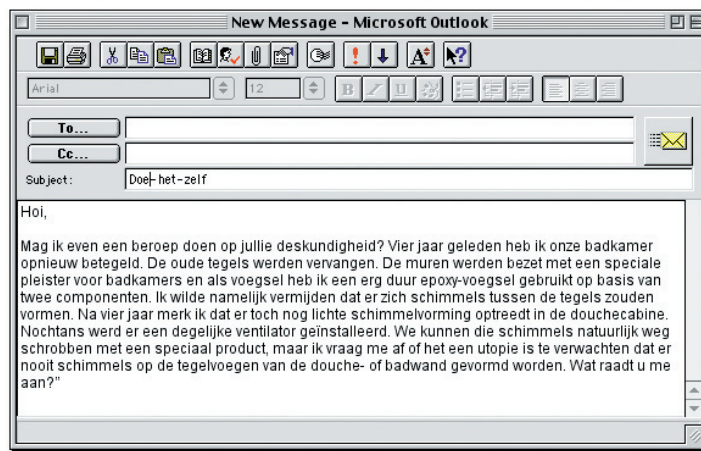 New Message - Microsoft Outlook
Arial 12 B I U
To...
Cc...
Subject: Doe-het-zelf
Hoi,
Mag ik even een beroep doen op jullie deskundigheid? Vier jaar geleden heb ik onze badkamer
opnieuw betegeld. De oude tegels werden vervangen. De muren werden bezet met een speciale
pleister voor badkamers en als voegsel heb ik een erg duur epoxy-voegsel gebruikt op basis van
twee componenten. Ik wilde namelijk vermijden dat er zich schimmels tussen de tegels zouden
vormen. Na vier jaar merk ik dat er toch nog lichte schimmelvorming optreedt in de douchecabine.
Nochtans werd er een degelijke ventilator geïnstalleerd. We kunnen die schimmels natuurlijk weg
schrobben met een speciaal product, maar ik vraag me af of het een utopie is te verwachten dat er
nooit schimmels op de tegelvoegen van de douche- of badwand gevormd worden. Wat raadt u me
aan?”